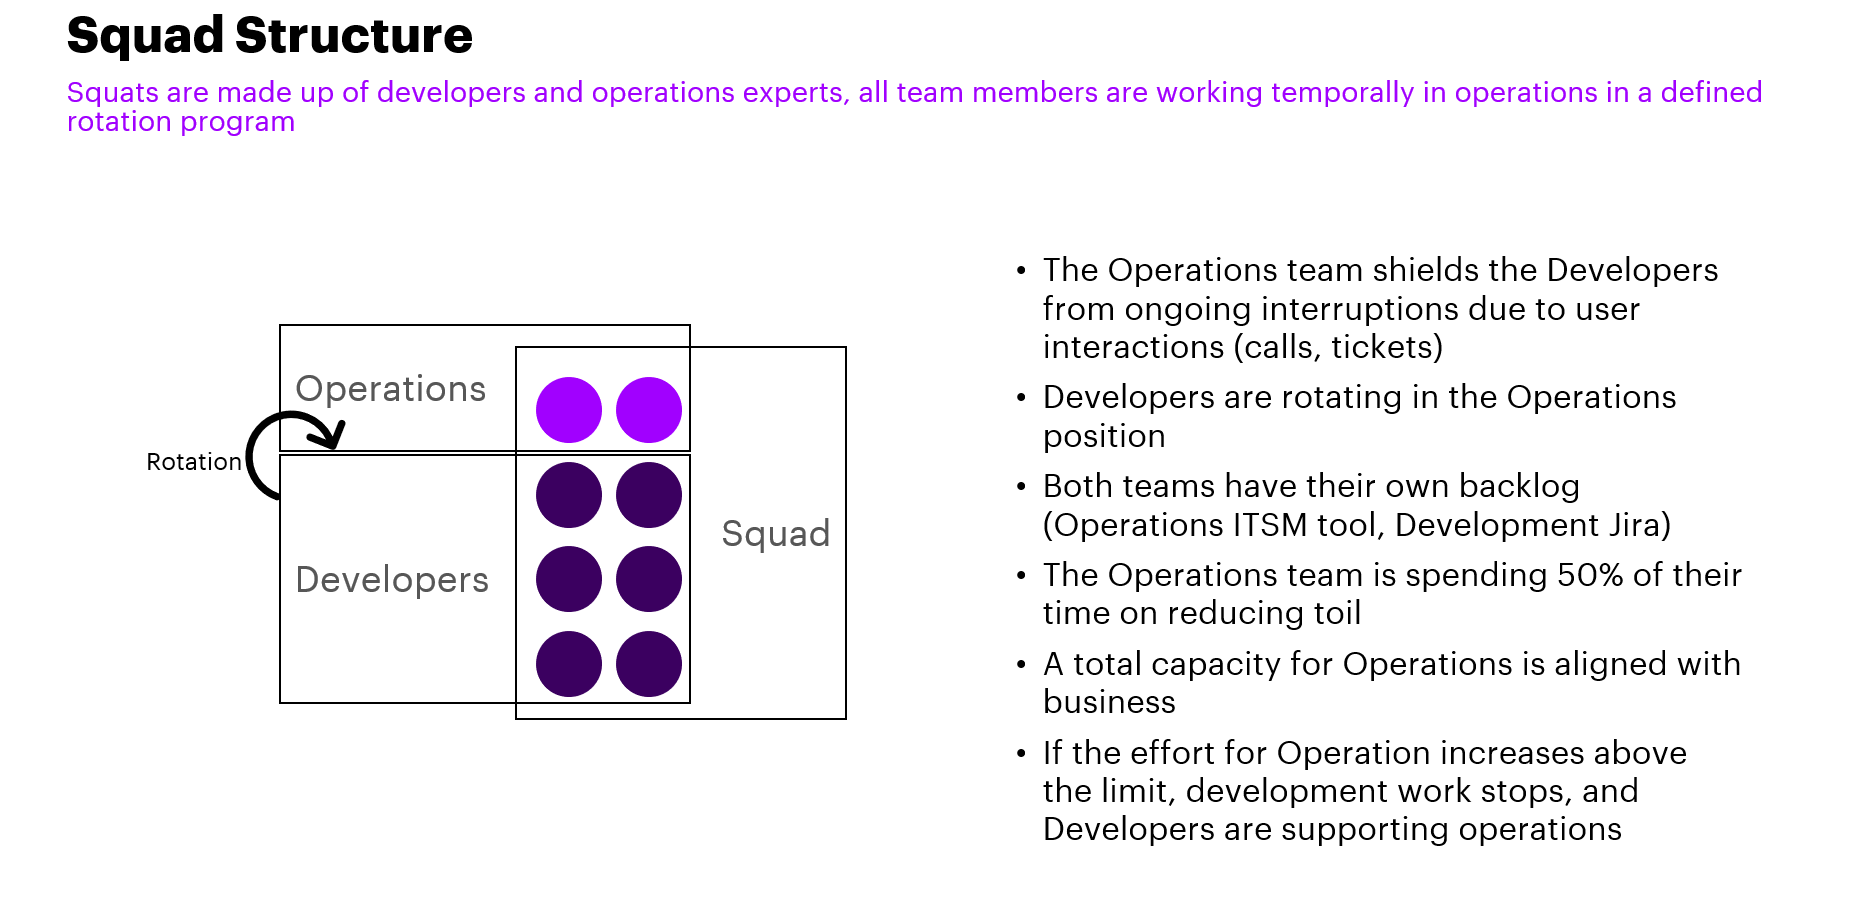 Squad Structure
Squats are made up of developers and operations experts, all team members are working temporally in operations in a defined
rotation program
Operations
Rotation
Developers
Squad
• The Operations team shields the Developers
from ongoing interruptions due to user
interactions (calls, tickets)
• Developers are rotating in the Operations
position
• Both teams have their own backlog
(Operations ITSM tool, Development Jira)
• The Operations team is spending 50% of their
time on reducing toil
• A total capacity for Operations is aligned with
business
• If the effort for Operation increases above
the limit, development work stops, and
Developers are supporting operations